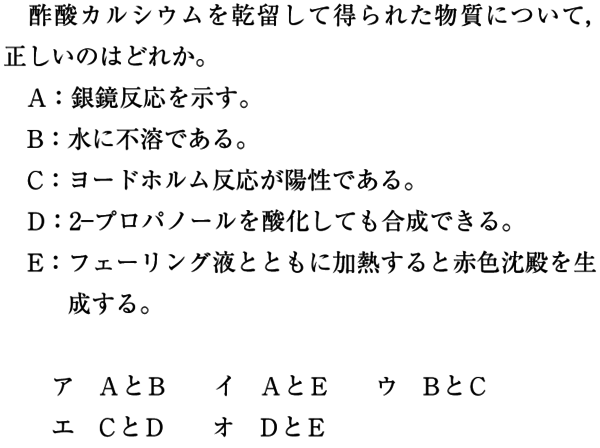 酢酸カルシウムを乾留して得られた物質について,
正しいのはどれか。
A：銀鏡反応を示す。
B：水に不溶である。
C：ヨードホルム反応が陽性である。
D：2-プロパノールを酸化しても合成できる。
E：フェーリング液とともに加熱すると赤色沈殿を生
成する。
ア AとB イ AとE ウ BとC
エ CとD オ DとE